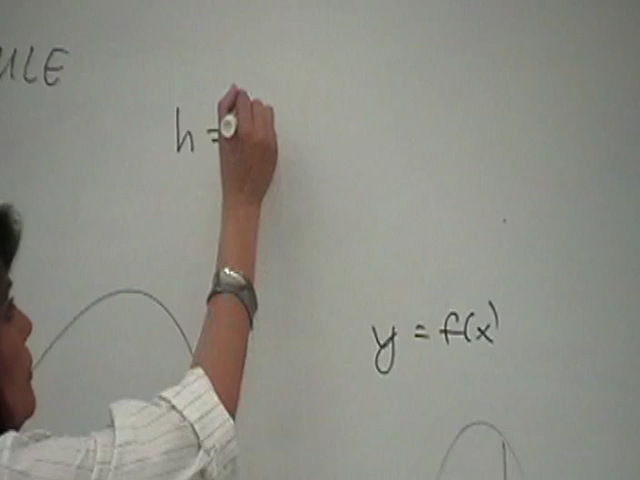 ULE
h =
y = f(x)